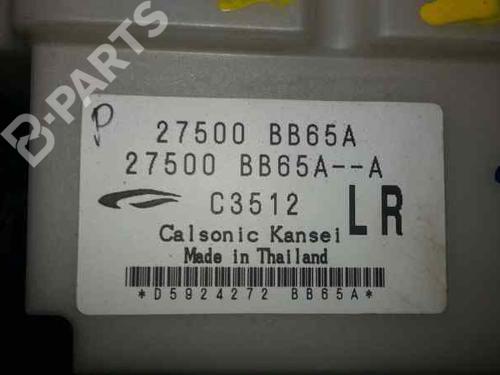 B-PARTS
P 27500 BB65A
27500 BB65A--A
C3512 LR
Calsonic Kansei
Made in Thailand
*D5924272 BB65A*